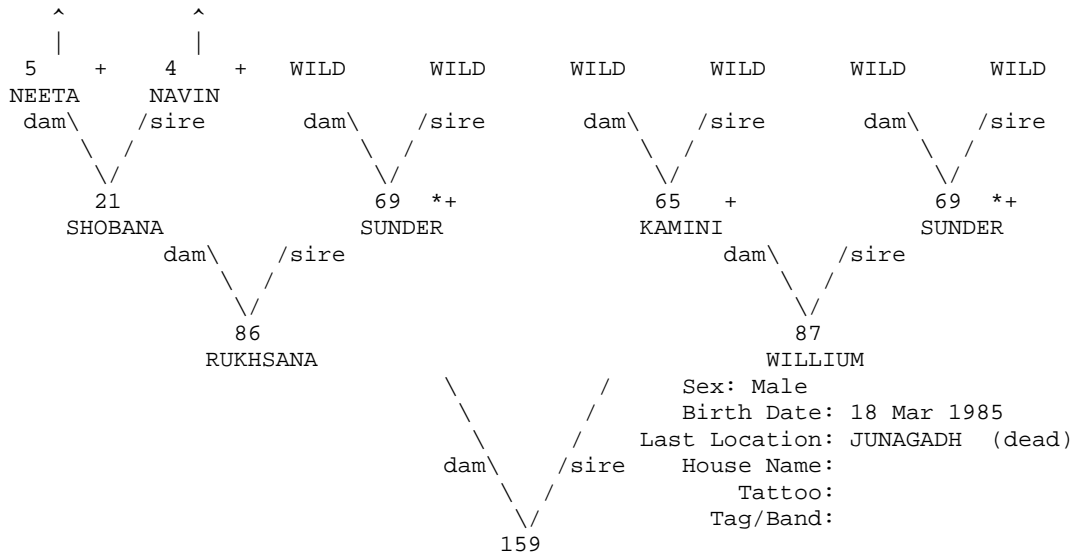 ^ ^
| |
5 + 4 + WILD WILD WILD WILD WILD WILD
NEETA NAVIN
dam\ /sire dam\ /sire dam\ /sire dam\ /sire
\ / \ / \ / \ /
\/ \/ \/ \/
21 69 *+ 65 + 69 *+
SHOBANA SUNDER KAMINI SUNDER
dam\ /sire dam\ /sire
\ / \ /
\/ \/
86 87
RUKHSANA WILLIUM
\ / Sex: Male
\ / Birth Date: 18 Mar 1985
\ / Last Location: JUNAGADH (dead)
dam\ /sire House Name:
\ / Tattoo:
\/ Tag/Band:
159